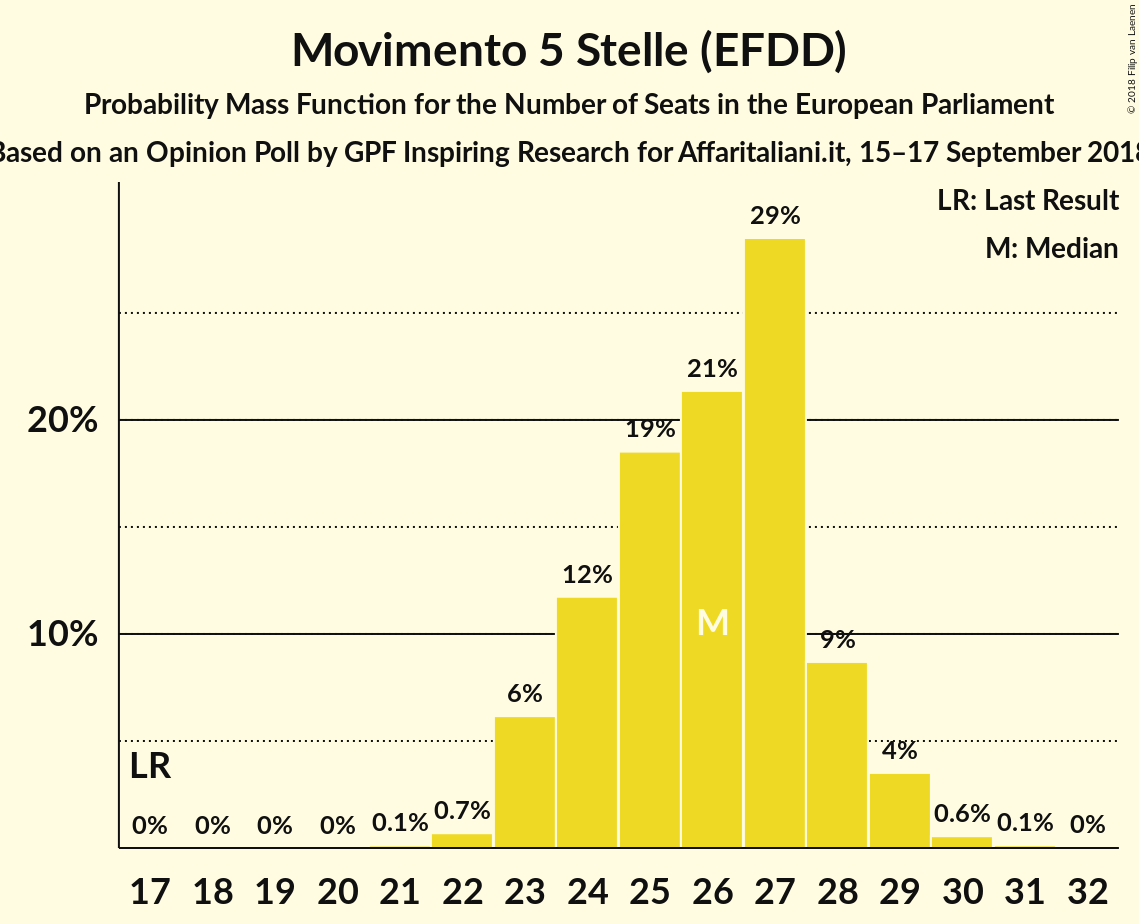 Movimento 5 Stelle (EFDD)
Probability Mass Function for the Number of Seats in the European Parliament
Based on an Opinion Poll by GPF Inspiring Research for Affaritaliani.it, 15–17 September 2018
© 2018 Filip van Laenen
LR: Last Result
M: Median
29%
21%
20%
19%
12%
M
10%
9%
6%
4%
LR
0% 0% 0% 0% 0.1% 0.7% 0.6% 0.1% 0%
17 18 19 20 21 22 23 24 25 26 27 28 29 30 31 32